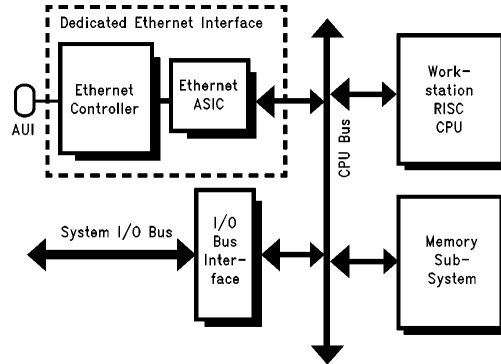 Dedicated Ethernet Interface
Ethernet
Controller
Ethernet
ASIC
AUI
CPU Bus
Work-
station
RISC
CPU
System I/O Bus
I/O
Bus
Inter-
face
Memory
Sub-
System